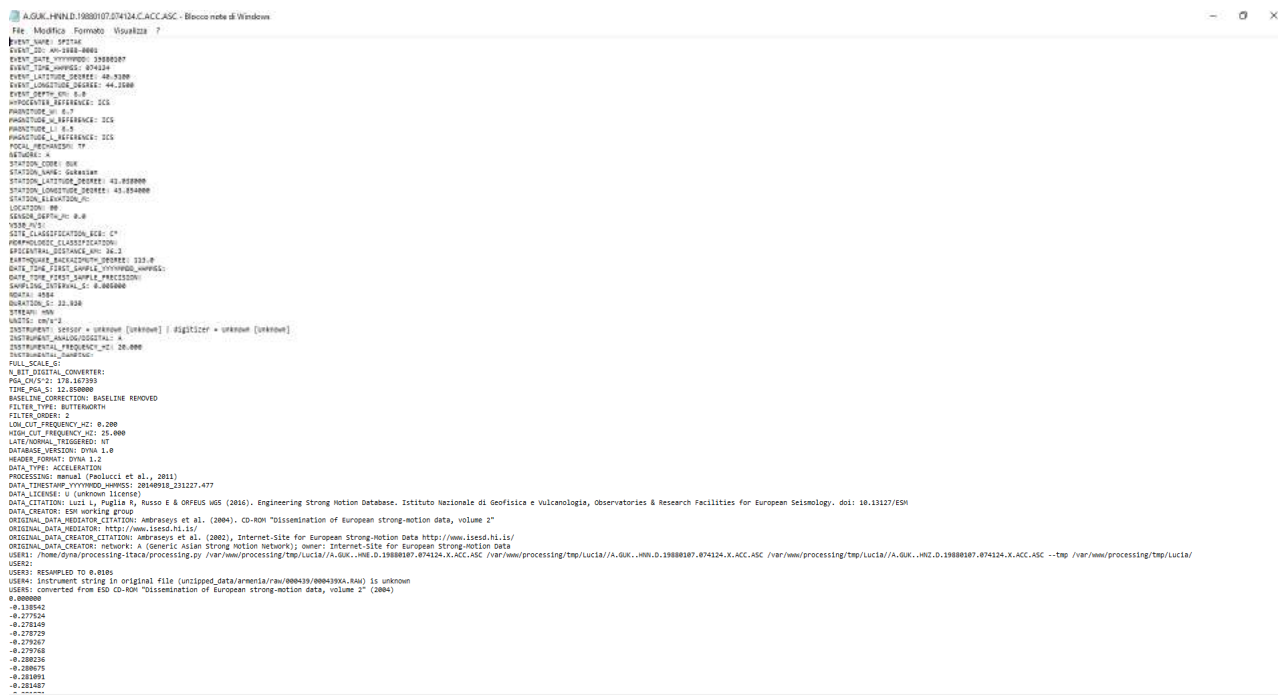 A.GUK..HNN.D.19880107.074124.C.ACC.ASC - Blocco note di Windows
File Modifica Formato Visualizza ?
EVENT_NAME: SPITAK
EVENT_ID: AM-1988-0001
EVENT_DATE_YYYYMMDD: 19880107
EVENT_TIME_HHMMSS: 074124
EVENT_LATITUDE_DEGREE:
EVENT_LONGITUDE_DEGREE:
EVENT_DEPTH_KM:
HYPOCENTER_REFERENCE: ICS
MAGNITUDE_W: 6.7
MAGNITUDE_W_REFERENCE: ICS
MAGNITUDE_L: 6.5
MAGNITUDE_L_REFERENCE: ICS
FOCAL_MECHANISM: TF
NETWORK: A
STATION_CODE: GUK
STATION_NAME: Gukasian
STATION_LATITUDE_DEGREE:
STATION_LONGITUDE_DEGREE:
STATION_ELEVATION_M:
LOCATION: 00
SENSOR_DEPTH_M: 0.0
VS30_M/S:
SITE_CLASSIFICATION_EC8: C*
MORPHOLOGIC_CLASSIFICATION:
EPICENTRAL_DISTANCE_KM: 36.2
EARTHQUAKE_BACKAZIMUTH_DEGREE: 113.0
DATE_TIME_FIRST_SAMPLE_YYYYMMDD_HHMMSS:
DATE_TIME_FIRST_SAMPLE_PRECISION:
SAMPLING_INTERVAL_S: 0.005000
NDATA: 4584
DURATION_S:
STREAM: HNN
UNITS: cm/s^2
INSTRUMENT: sensor = unknown [unknown] | digitizer = unknown [unknown]
INSTRUMENT_ANALOG/DIGITAL: A
INSTRUMENTAL_FREQUENCY_HZ: 20.000
INSTRUMENTAL_DAMPING:
FULL_SCALE_G:
N_BIT_DIGITAL_CONVERTER:
PGA_CM/S^2: 178.167393
TIME_PGA_S: 12.850000
BASELINE_CORRECTION: BASELINE REMOVED
FILTER_TYPE: BUTTERWORTH
FILTER_ORDER: 2
LOW_CUT_FREQUENCY_HZ: 0.200
HIGH_CUT_FREQUENCY_HZ: 25.000
LATE/NORMAL_TRIGGERED: NT
DATABASE_VERSION: DYNA 1.0
HEADER_FORMAT: DYNA 1.2
DATA_TYPE: ACCELERATION
PROCESSING: manual (Paolucci et al., 2011)
DATA_TIMESTAMP_YYYYMMDD_HHMMSS: 20140918_231227.477
DATA_LICENSE: U (unknown license)
DATA_CITATION: Luzi L, Puglia R, Russo E & ORFEUS WG5 (2016). Engineering Strong Motion Database. Istituto Nazionale di Geofisica e Vulcanologia, Observatories & Research Facilities for European Seismology. doi: 10.13127/ESM
DATA_CREATOR: ESM working group
ORIGINAL_DATA_MEDIATOR_CITATION: Ambraseys et al. (2004). CD-ROM "Dissemination of European strong-motion data, volume 2"
ORIGINAL_DATA_MEDIATOR: http://www.isesd.hi.is/
ORIGINAL_DATA_CREATOR_CITATION: Ambraseys et al. (2002), Internet-Site for European Strong-Motion Data http://www.isesd.hi.is/
ORIGINAL_DATA_CREATOR: network: A (Generic Asian Strong Motion Network); owner: Internet-Site for European Strong-Motion Data
USER1: /home/dyna/processing-itaca/processing.py /var/www/processing/tmp/Lucia//A.GUK..HNE.D.19880107.074124.X.ACC.ASC /var/www/processing/tmp/Lucia//A.GUK..HNN.D.19880107.074124.X.ACC.ASC /var/www/processing/tmp/Lucia//A.GUK..HNZ.D.19880107.074124.X.ACC.ASC --tmp /var/www/processing/tmp/Lucia/
USER2:
USER3: RESAMPLED TO 0.010s
USER4: instrument string in original file (unzipped_data/armenia/raw/000439/000439XA.RAW) is unknown
USER5: converted from ESD CD-ROM "Dissemination of European strong-motion data, volume 2" (2004)
0.000000
-0.138542
-0.277524
-0.278149
-0.278729
-0.279267
-0.279768
-0.280236
-0.280675
-0.281091
-0.281487